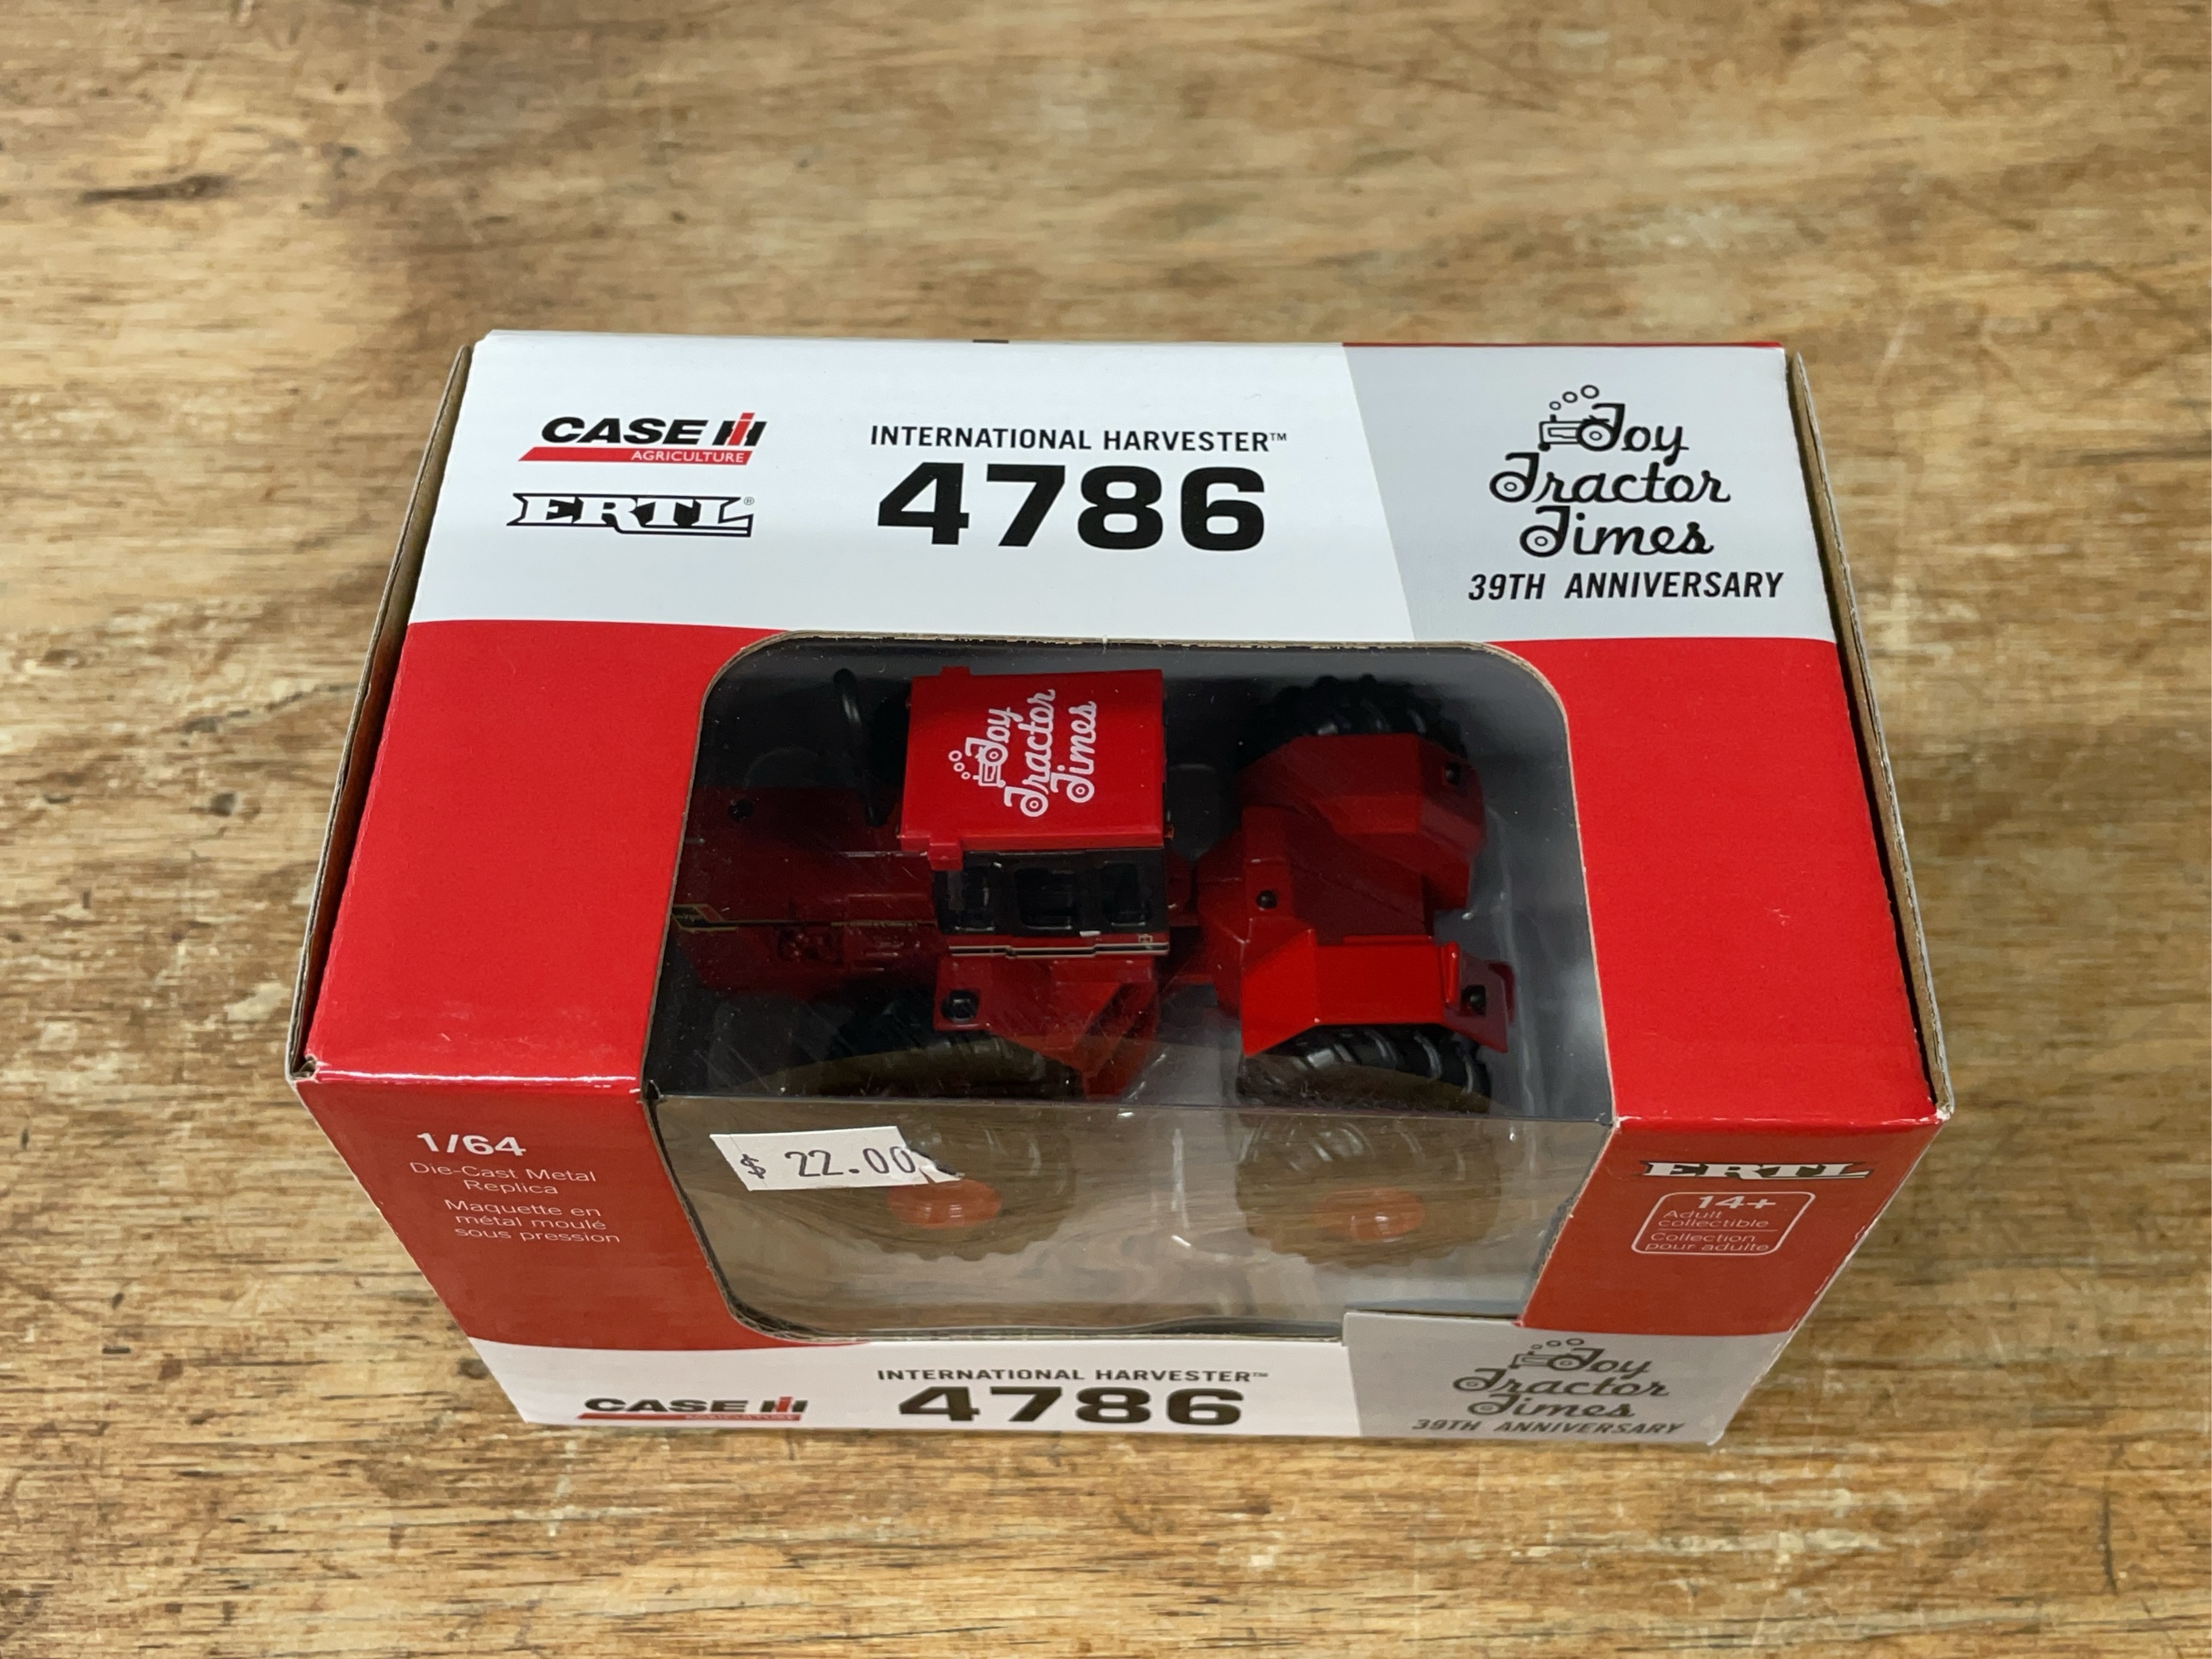 CASE IH
AGRICULTURE
ERTL®
INTERNATIONAL HARVESTER™
4786
Toy
Tractor
Times
39TH ANNIVERSARY
Toy
Tractor
Times
1/64
Die-Cast Metal
Replica
Maquette en
métal moulé
sous pression
$ 22.00
ERTL
14+
Adult
collectible
Collection
pour adulte
CASE IH
AGRICULTURE
INTERNATIONAL HARVESTER™
4786
Toy
Tractor
Times
39TH ANNIVERSARY